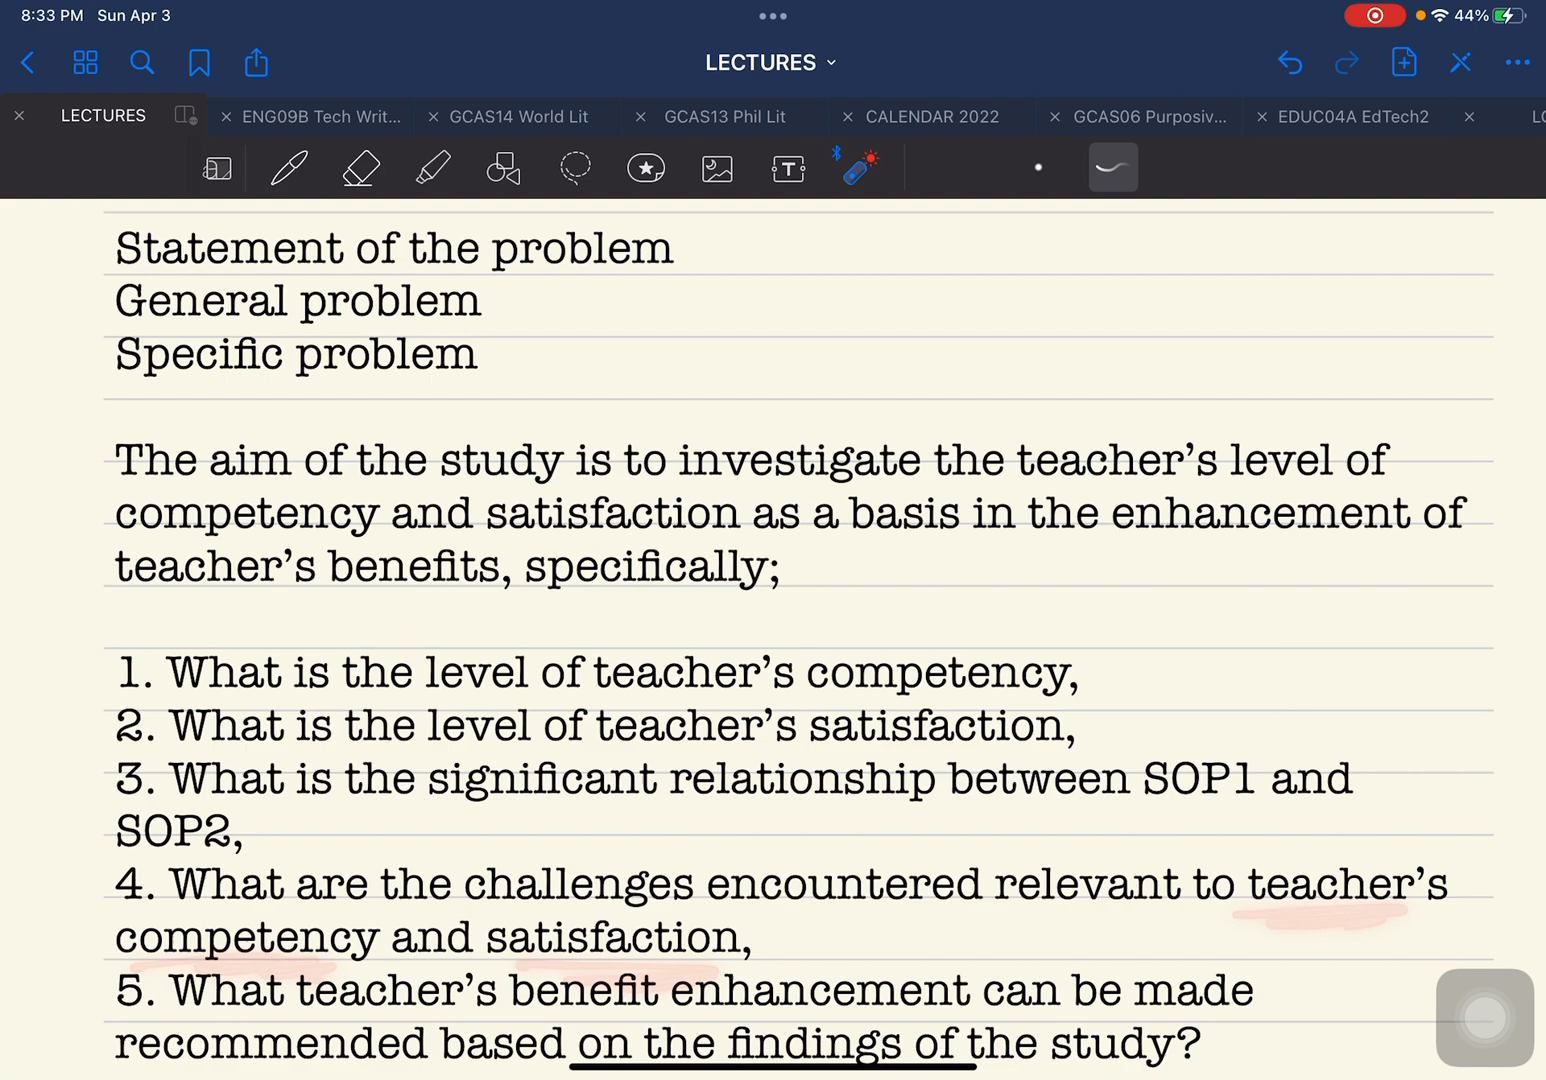 8:33 PM Sun Apr 3
44%
LECTURES
LECTURES
ENG09B Tech Writ...
GCAS14 World Lit
GCAS13 Phil Lit
CALENDAR 2022
GCAS06 Purposiv...
EDUC04A EdTech2
LO
Statement of the problem
General problem
Specific problem
The aim of the study is to investigate the teacher’s level of
competency and satisfaction as a basis in the enhancement of
teacher’s benefits, specifically;
1. What is the level of teacher’s competency,
2. What is the level of teacher’s satisfaction,
3. What is the significant relationship between SOP1 and
SOP2,
4. What are the challenges encountered relevant to teacher’s
competency and satisfaction,
5. What teacher’s benefit enhancement can be made
recommended based on the findings of the study?